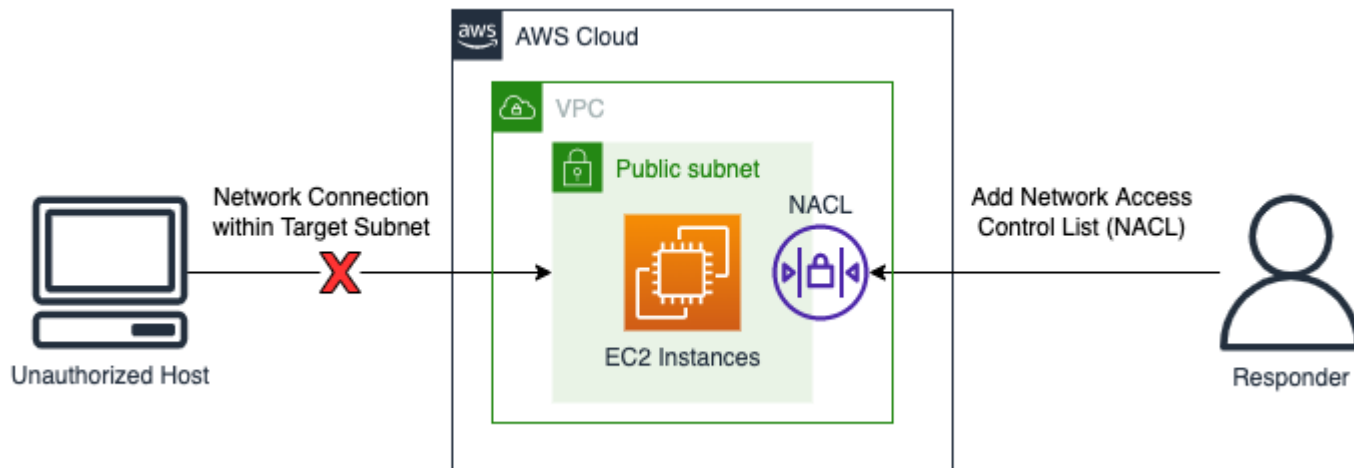 aws
AWS Cloud
VPC
Public subnet
Network Connection
within Target Subnet
X
NACL
Add Network Access
Control List (NACL)
EC2 Instances
Unauthorized Host
Responder